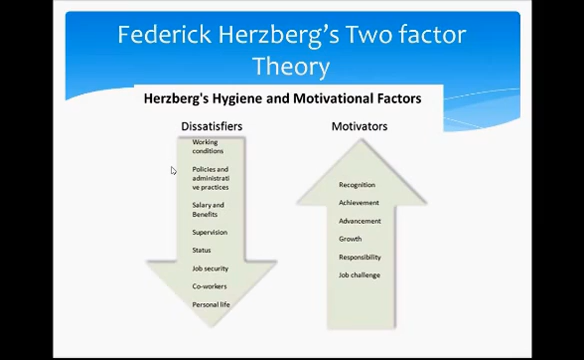 Federick Herzberg's Two factor
Theory
Herzberg's Hygiene and Motivational Factors
Dissatisfiers
Working
conditions
Policies and
administrati
ve practices
Salary and
Benefits
Supervision
Status
Job security
Co-workers
Personal life
Motivators
Recognition
Achievement
Advancement
Growth
Responsibility
Job challenge